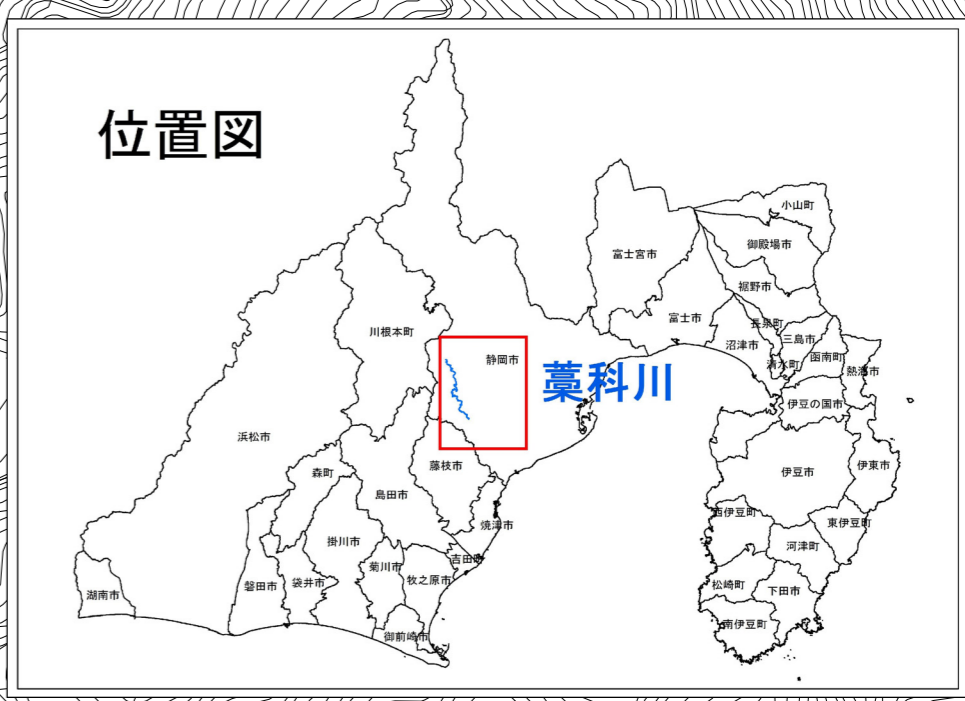 位置図
小山町
御殿場市
富士宮市
裾野市
富士市
長泉町
川根本町
三島市
沼津市
函南町
静岡市
清水町
熱海市
藁科川
伊豆の国市
浜松市
藤枝市
伊東市
森町
伊豆市
島田市
西伊豆町
焼津市
東伊豆町
掛川市
河津町
吉田町
菊川市
牧之原市
磐田市
袋井市
松崎町
下田市
湖南市
南伊豆町
御前崎市